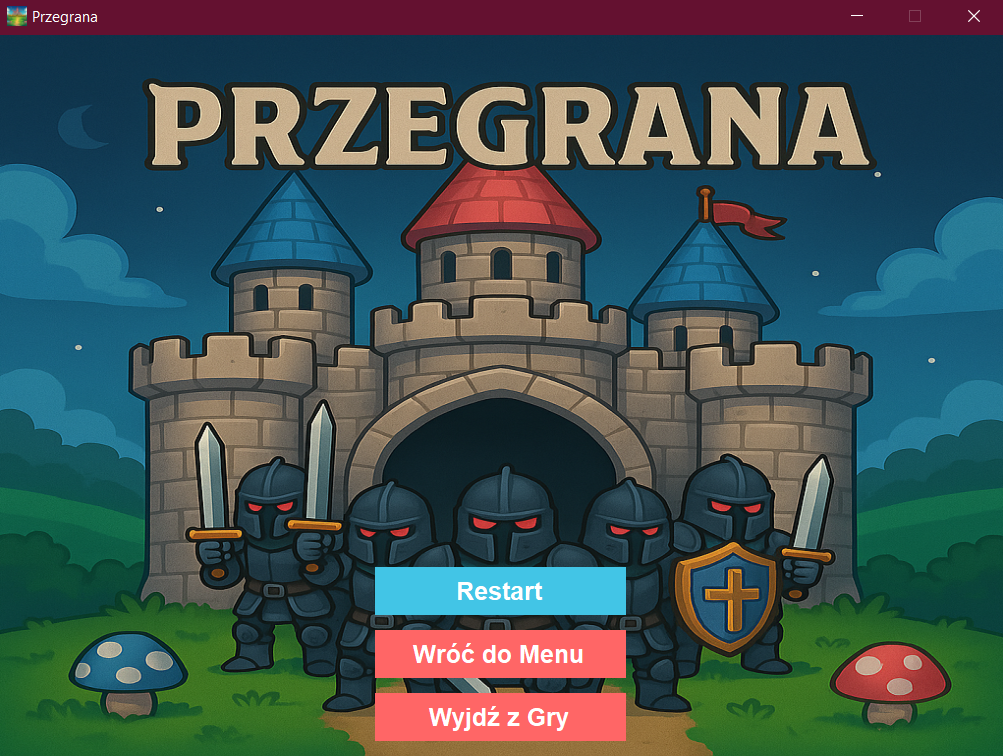 Przegrana
PRZEGRANA
Restart
Wróć do Menu
Wyjdź z Gry